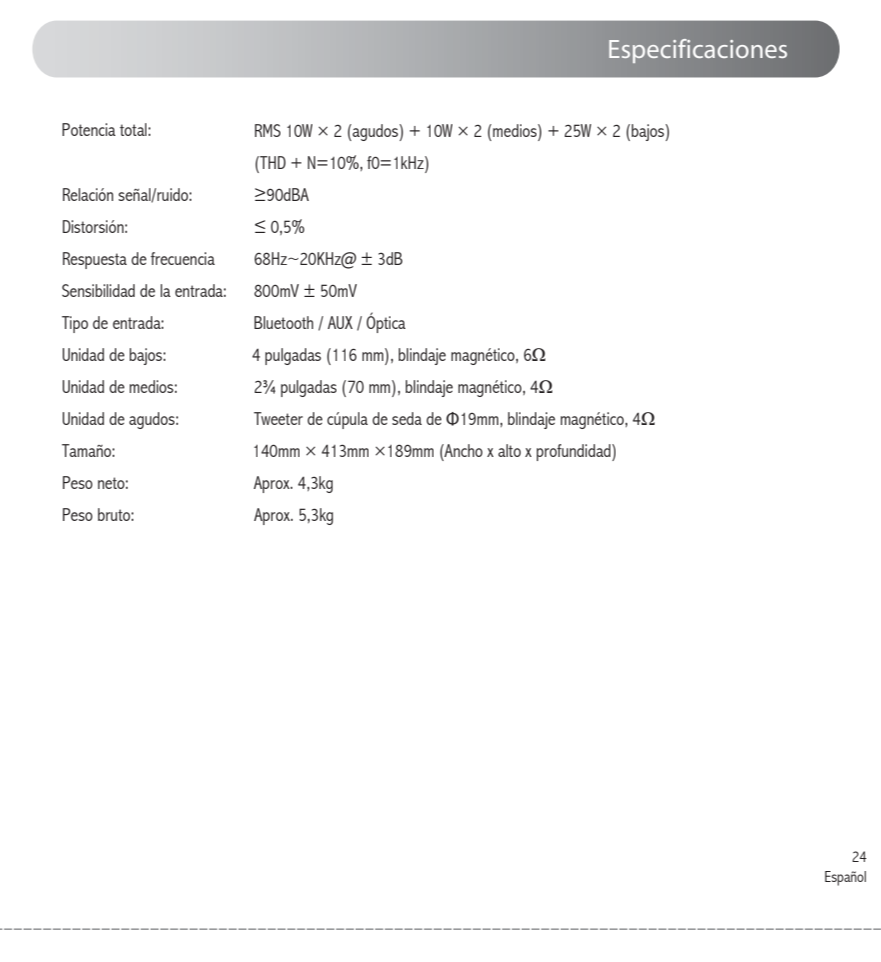 Especificaciones
Potencia total: RMS 10W × 2 (agudos) + 10W × 2 (medios) + 25W × 2 (bajos)
(THD + N=10%, f0=1kHz)
Relación señal/ruido: ≥90dBA
Distorsión: ≤ 0,5%
Respuesta de frecuencia 68Hz~20KHz@ ± 3dB
Sensibilidad de la entrada: 800mV ± 50mV
Tipo de entrada: Bluetooth / AUX / Óptica
Unidad de bajos: 4 pulgadas (116 mm), blindaje magnético, 6Ω
Unidad de medios: 2¾ pulgadas (70 mm), blindaje magnético, 4Ω
Unidad de agudos: Tweeter de cúpula de seda de Φ19mm, blindaje magnético, 4Ω
Tamaño: 140mm × 413mm ×189mm (Ancho x alto x profundidad)
Peso neto: Aprox. 4,3kg
Peso bruto: Aprox. 5,3kg
24
Español